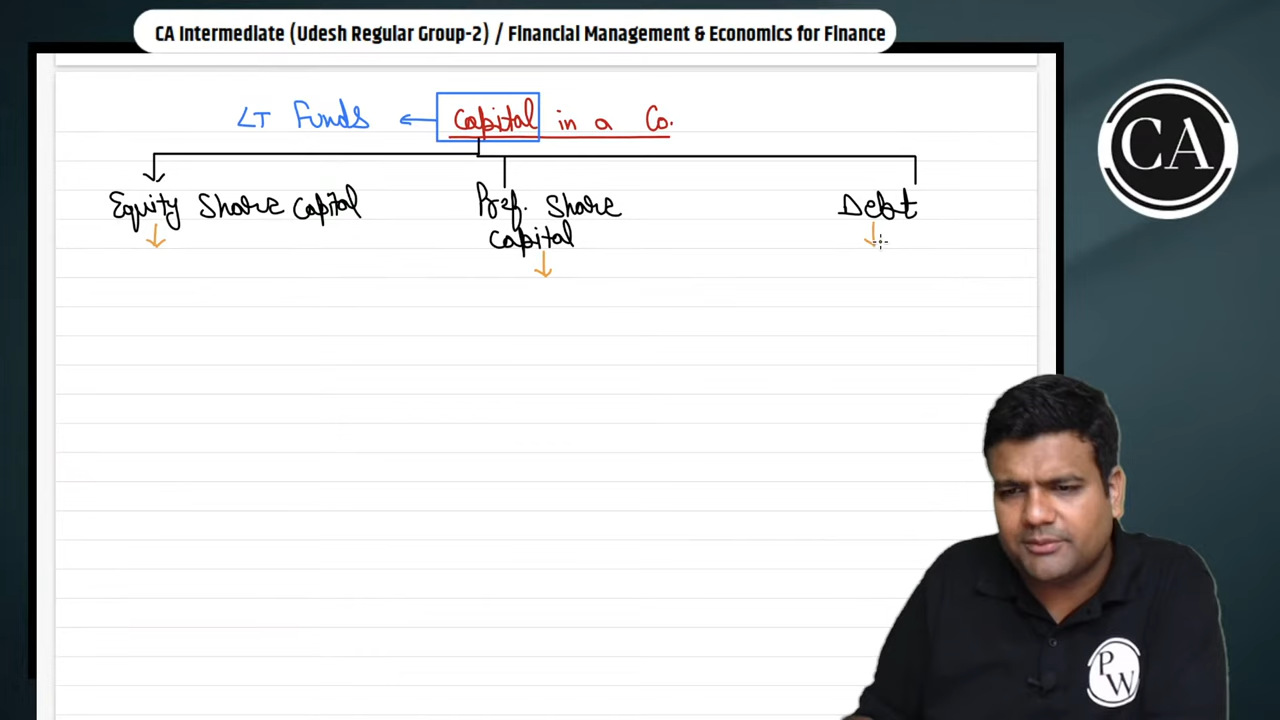 CA Intermediate (Udesh Regular Group-2) / Financial Management & Economics for Finance
LT Funds ← Capital in a Co.
Equity Share Capital
Pref. Share
Capital
Debt
CA
PW